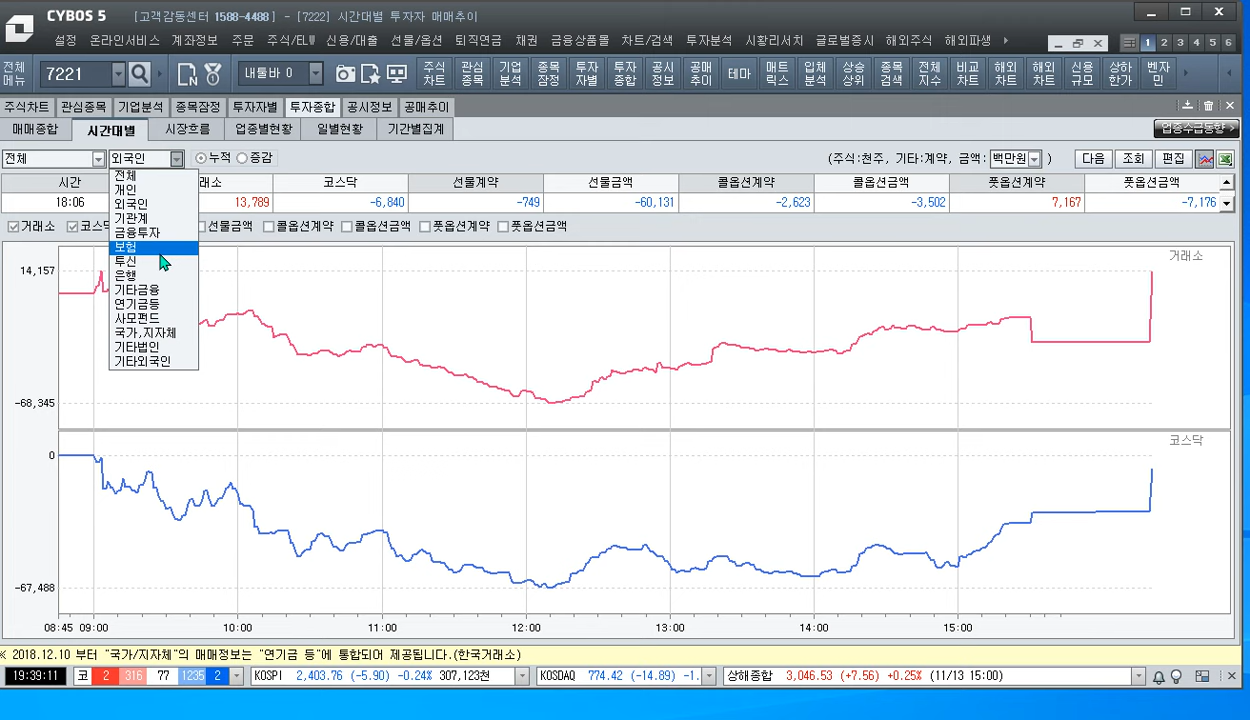 CYBOS 5 [고객감동센터 1588-4488] - [7222] 시간대별 투자자 매매추이
설정 온라인서비스 계좌정보 주문 주식/ELW 신용/대출 선물/옵션 퇴직연금 채권 금융상품몰 차트/검색 투자분석 시황리서치 글로벌증시 해외주식 해외파생 1 2 3 4 5 6
전체메뉴 7221 내툴바 0 주식차트 관심종목 기업분석 종목잠정 투자자별 투자종합 공시정보 공매추이 테마 매트릭스 입체분석 상승상위 종목검색 전체지수 비교차트 해외차트 해외차트 신용규모 상하한가 벤자민
주식차트 관심종목 기업분석 종목잠정 투자자별 투자종합 공시정보 공매추이
매매종합 시간대별 시장흐름 업종별현황 일별현황 기간별집계 업종수급동향
전체 외국인 누적 증감 (주식:천주, 기타:계약, 금액: 백만원 ) 다음 조회 편집
시간 래소 코스닥 선물계약 선물금액 콜옵션계약 콜옵션금액 풋옵션계약 풋옵션금액
18:06 13,789 -6,840 -749 -60,131 -2,623 -3,502 7,167 -7,176
거래소 코스닥 선물금액 콜옵션계약 콜옵션금액 풋옵션계약 풋옵션금액
전체
개인
외국인
기관계
금융투자
보험
투신
은행
기타금융
연기금등
사모펀드
국가,지자체
기타법인
기타외국인
거래소
14,157
-68,345
코스닥
0
-67,488
08:45 09:00 10:00 11:00 12:00 13:00 14:00 15:00
※ 2018.12.10 부터 "국가/지자체"의 매매정보는 "연기금 등"에 통합되어 제공됩니다.(한국거래소)
19:39:11 코 2 316 77 1235 2 KOSPI 2,403.76 (-5.90) -0.24% 307,123천 KOSDAQ 774.42 (-14.89) -1. 상해종합 3,046.53 (+7.56) +0.25% (11/13 15:00)